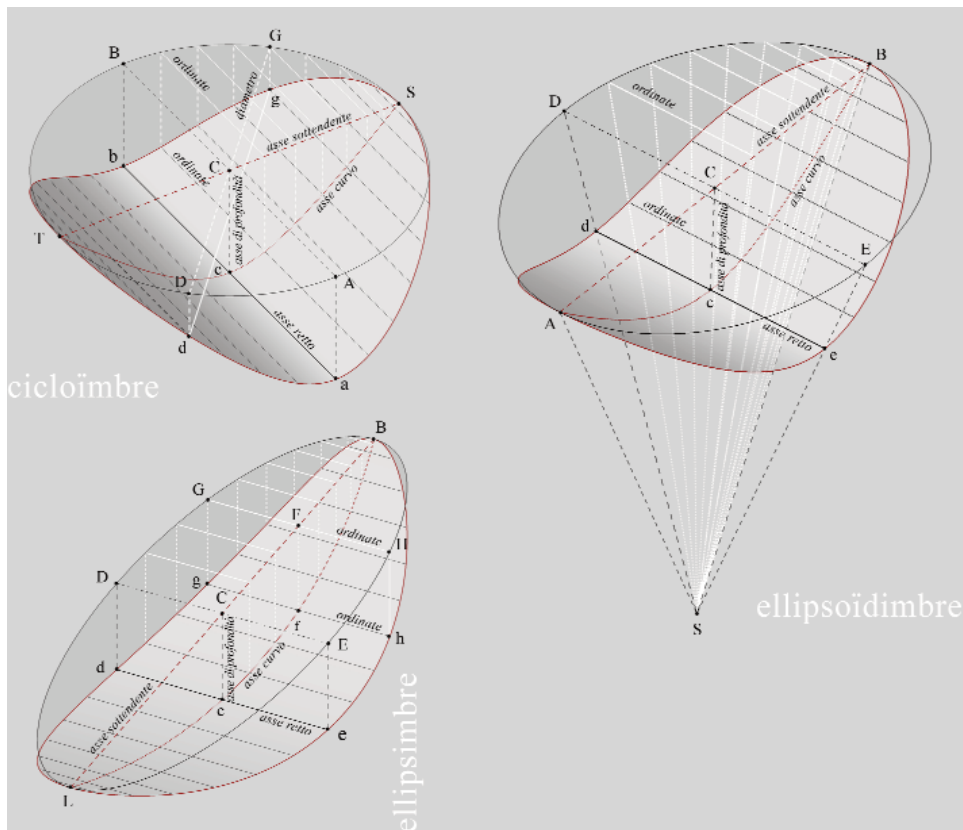 G
B
ordinate
diametro
g
S
asse sottendente
b
ordinate
C
asse curvo
asse di profondità
T
c
D
A
asse retto
d
a
cicloïmbre
B
D
ordinate
asse sottendente
C
asse curvo
ordinate
asse di profondità
d
E
c
A
asse retto
e
S
ellipsoïdimbre
B
G
F
ordinate
H
D
g
C
f
ordinate
h
E
asse di profondità
asse curvo
d
asse sottendente
c
asse retto
e
L
ellipsimbre